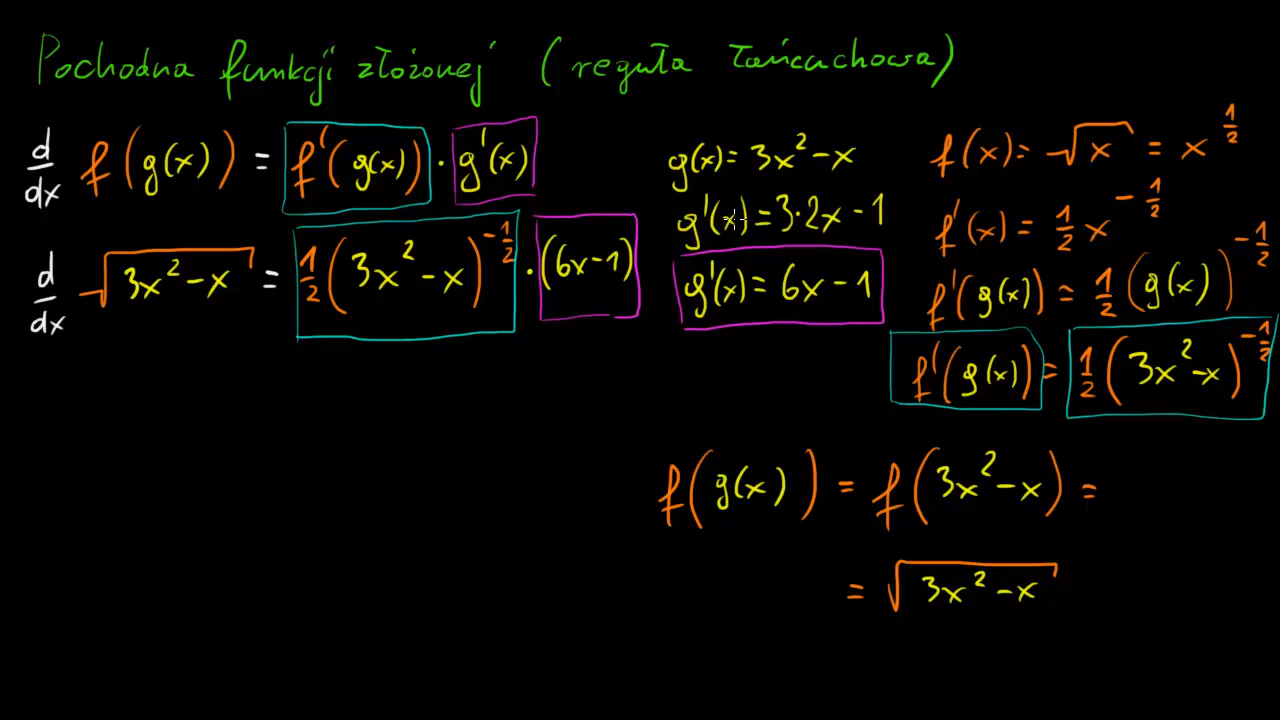 Pochodna funkcji złożonej (reguła łańcuchowa)
d/dx f(g(x)) = f'(g(x)) · g'(x)
d/dx √(3x² - x) = 1/2 (3x² - x)^(-1/2) · (6x - 1)
g(x) = 3x² - x
g'(x) = 3·2x - 1
g'(x) = 6x - 1
f(x) = √x = x^(1/2)
f'(x) = 1/2 x^(-1/2)
f'(g(x)) = 1/2 (g(x))^(-1/2)
f'(g(x)) = 1/2 (3x² - x)^(-1/2)
f(g(x)) = f(3x² - x) =
= √(3x² - x)